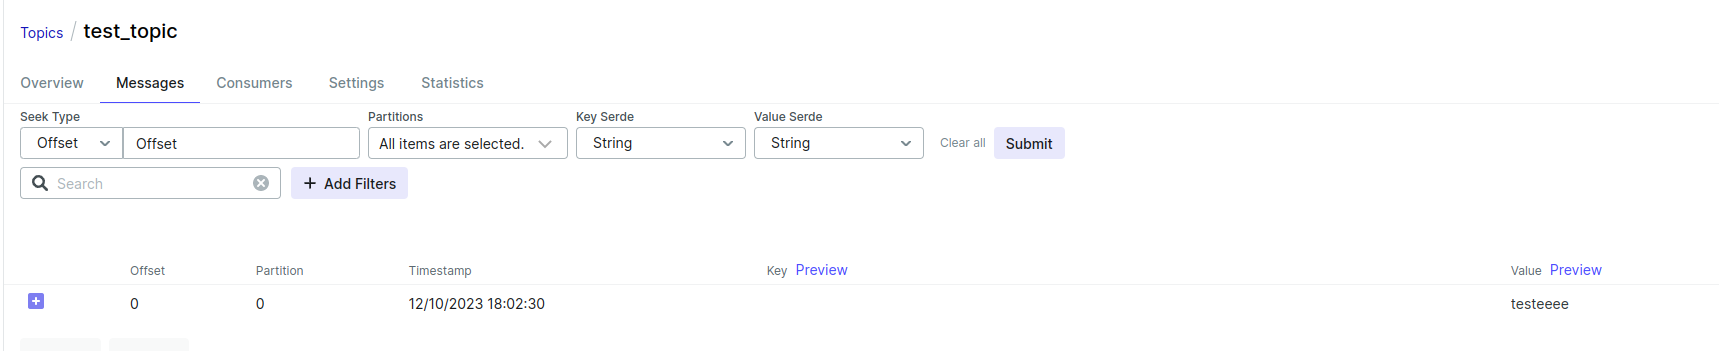 Topics / test_topic
Overview Messages Consumers Settings Statistics
Seek Type Partitions Key Serde Value Serde
Offset Offset All items are selected. String String Clear all Submit
Search + Add Filters
Offset Partition Timestamp Key Preview Value Preview
0 0 12/10/2023 18:02:30 testeeee